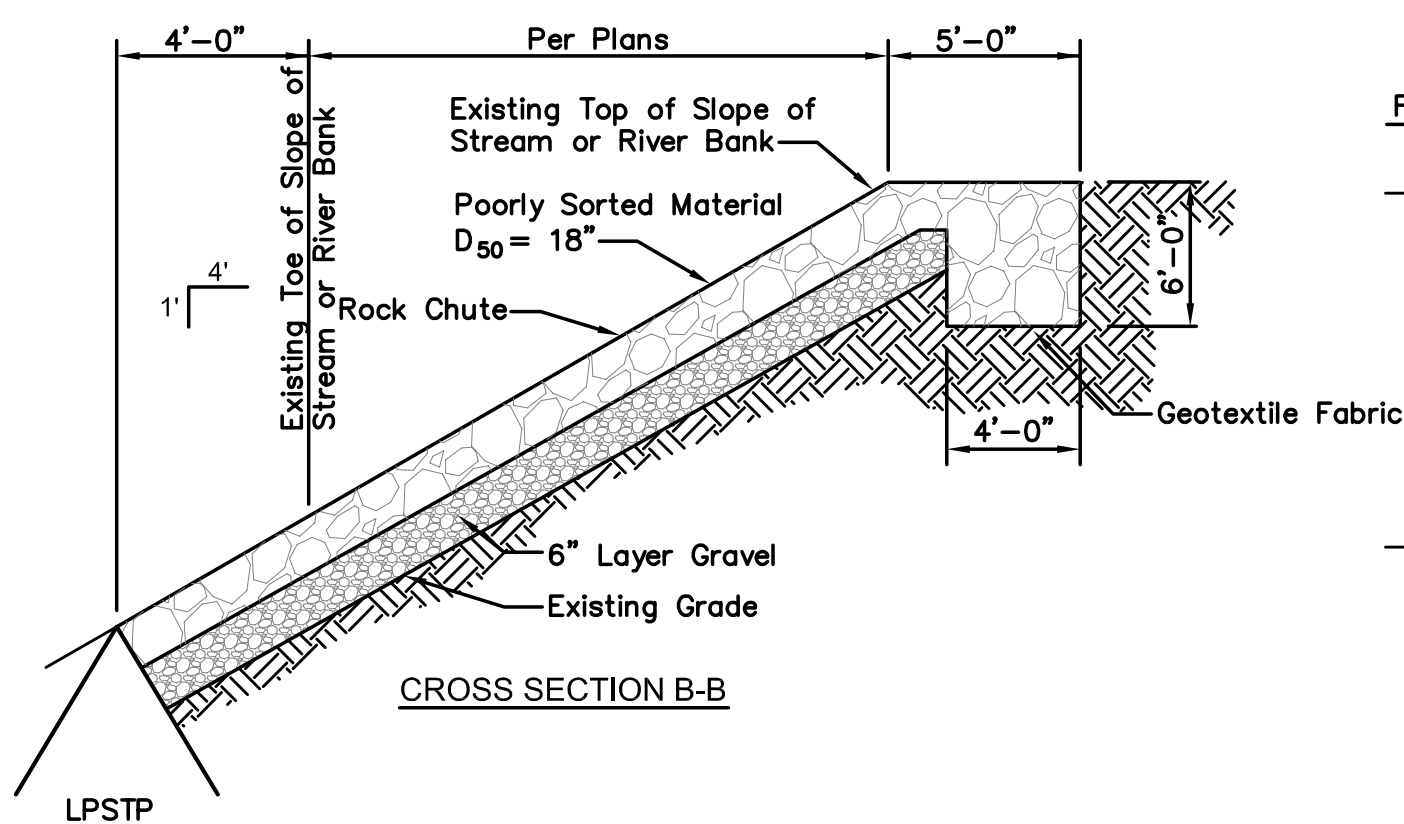 4'-0"
Per Plans
5'-0"
Existing Toe of Slope of
Stream or River Bank
Existing Top of Slope of
Stream or River Bank
F
Poorly Sorted Material
D50 = 18"
6'-0"
4'
1'
Rock Chute
Geotextile Fabric
4'-0"
6" Layer Gravel
Existing Grade
CROSS SECTION B-B
LPSTP